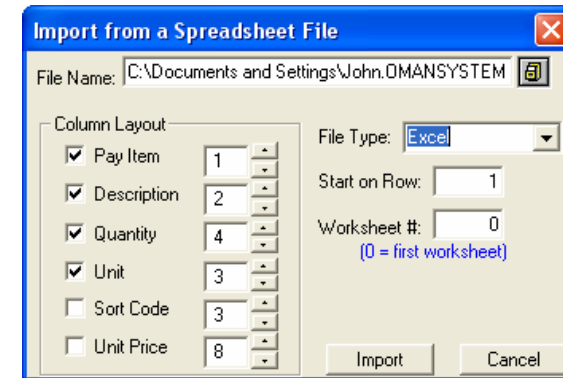 Import from a Spreadsheet File
File Name: C:\Documents and Settings\John.OMANSYSTEM
Column Layout
Pay Item 1
Description 2
Quantity 4
Unit 3
Sort Code 3
Unit Price 8
File Type: Excel
Start on Row: 1
Worksheet #: 0
(0 = first worksheet)
Import Cancel